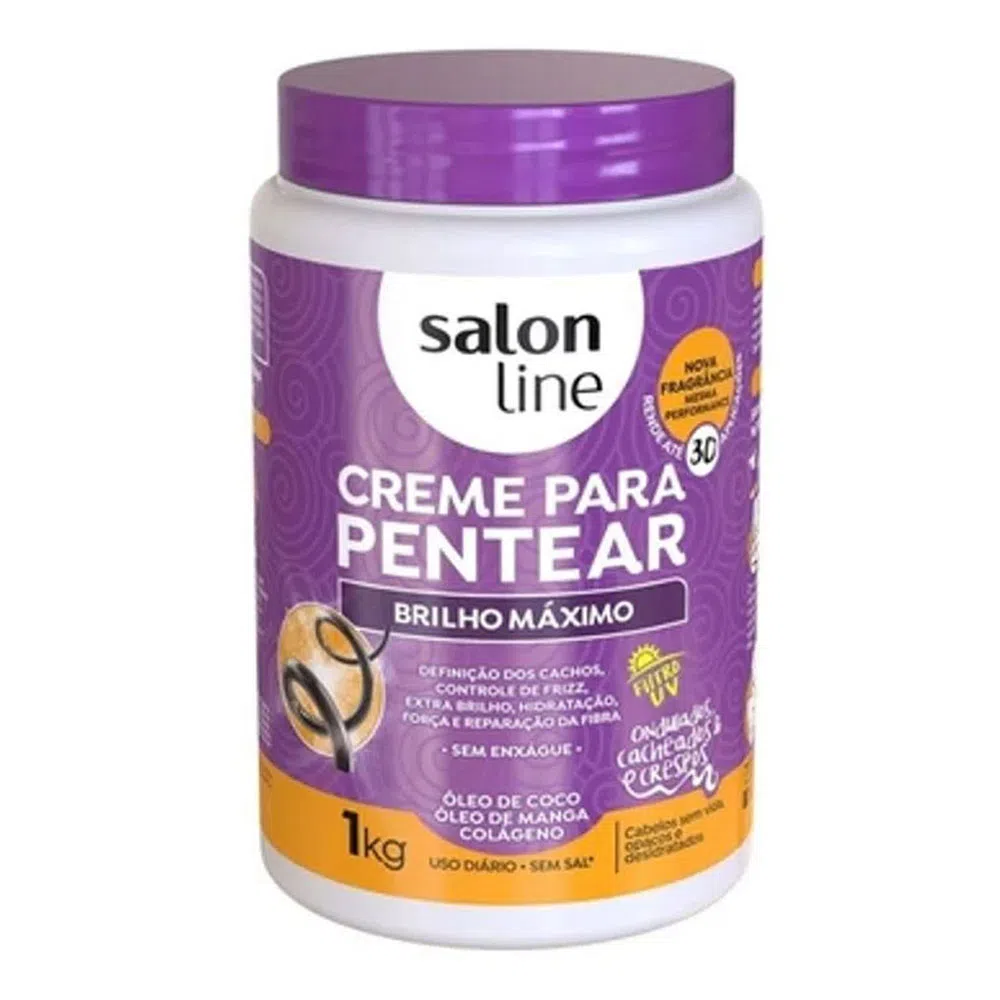 salon
line
NOVA
FRAGRÂNCIA
MESMA
PERFORMANCE
RENDE ATÉ 30 APLICAÇÕES
CREME PARA
PENTEAR
BRILHO MÁXIMO
DEFINIÇÃO DOS CACHOS,
CONTROLE DE FRIZZ,
EXTRA BRILHO, HIDRATAÇÃO,
FORÇA E REPARAÇÃO DA FIBRA
• SEM ENXÁGUE •
FILTRO
UV
ONDULADOS,
cacheados
e CRESPOS
ÓLEO DE COCO
ÓLEO DE MANGA
COLÁGENO
1kg
USO DIÁRIO • SEM SAL*
Cabelos sem vida,
opacos e
desidratados